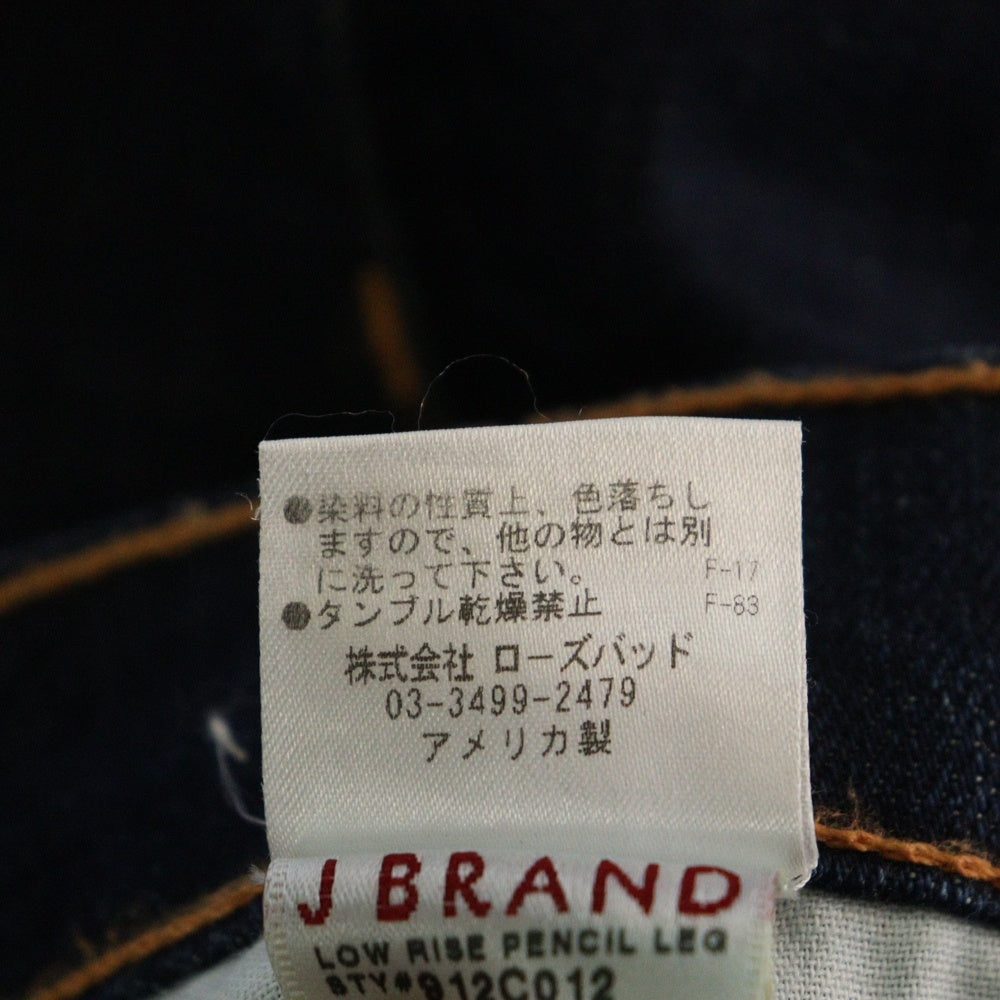 ●染料の性質上、色落ちし
ますので、他の物とは別
に洗って下さい。 F-17
●タンブル乾燥禁止 F-83
株式会社 ローズバッド
03-3499-2479
アメリカ製
J BRAND
LOW RISE PENCIL LEG
STY#912C012